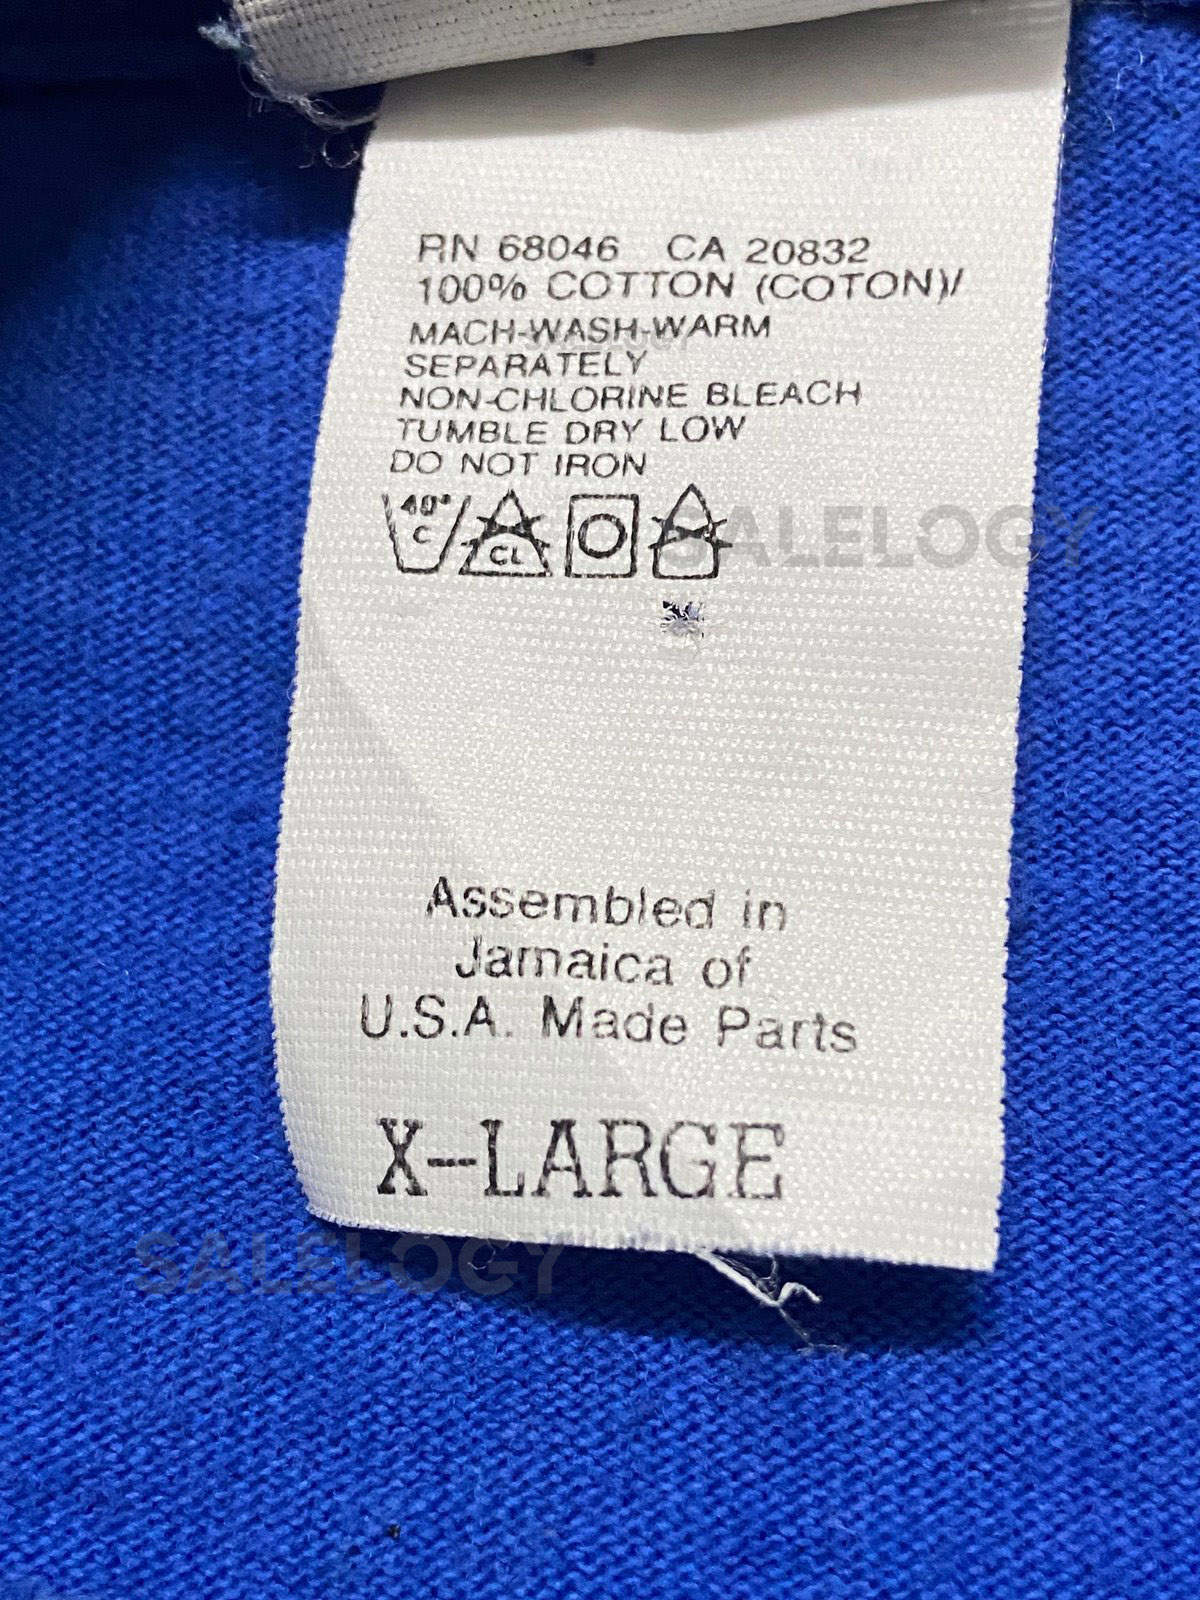 RN 68046 CA 20832
100% COTTON (COTON)/
MACH-WASH-WARM
SEPARATELY
NON-CHLORINE BLEACH
TUMBLE DRY LOW
DO NOT IRON
40°
C
CL
SALELOGY
Assembled in
Jamaica of
U.S.A. Made Parts
X-LARGE
SALELOGY